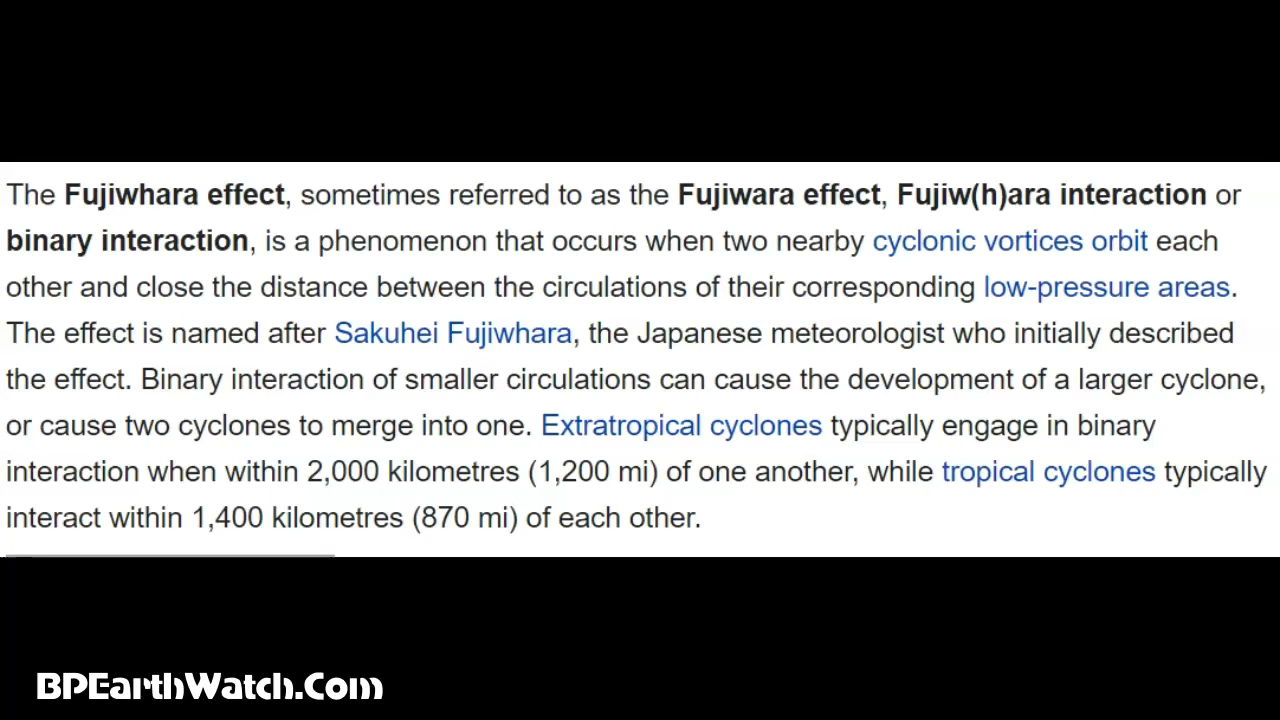 The Fujiwhara effect, sometimes referred to as the Fujiwara effect, Fujiw(h)ara interaction or
binary interaction, is a phenomenon that occurs when two nearby cyclonic vortices orbit each
other and close the distance between the circulations of their corresponding low-pressure areas.
The effect is named after Sakuhei Fujiwhara, the Japanese meteorologist who initially described
the effect. Binary interaction of smaller circulations can cause the development of a larger cyclone,
or cause two cyclones to merge into one. Extratropical cyclones typically engage in binary
interaction when within 2,000 kilometres (1,200 mi) of one another, while tropical cyclones typically
interact within 1,400 kilometres (870 mi) of each other.
BPEarthWatch.Com